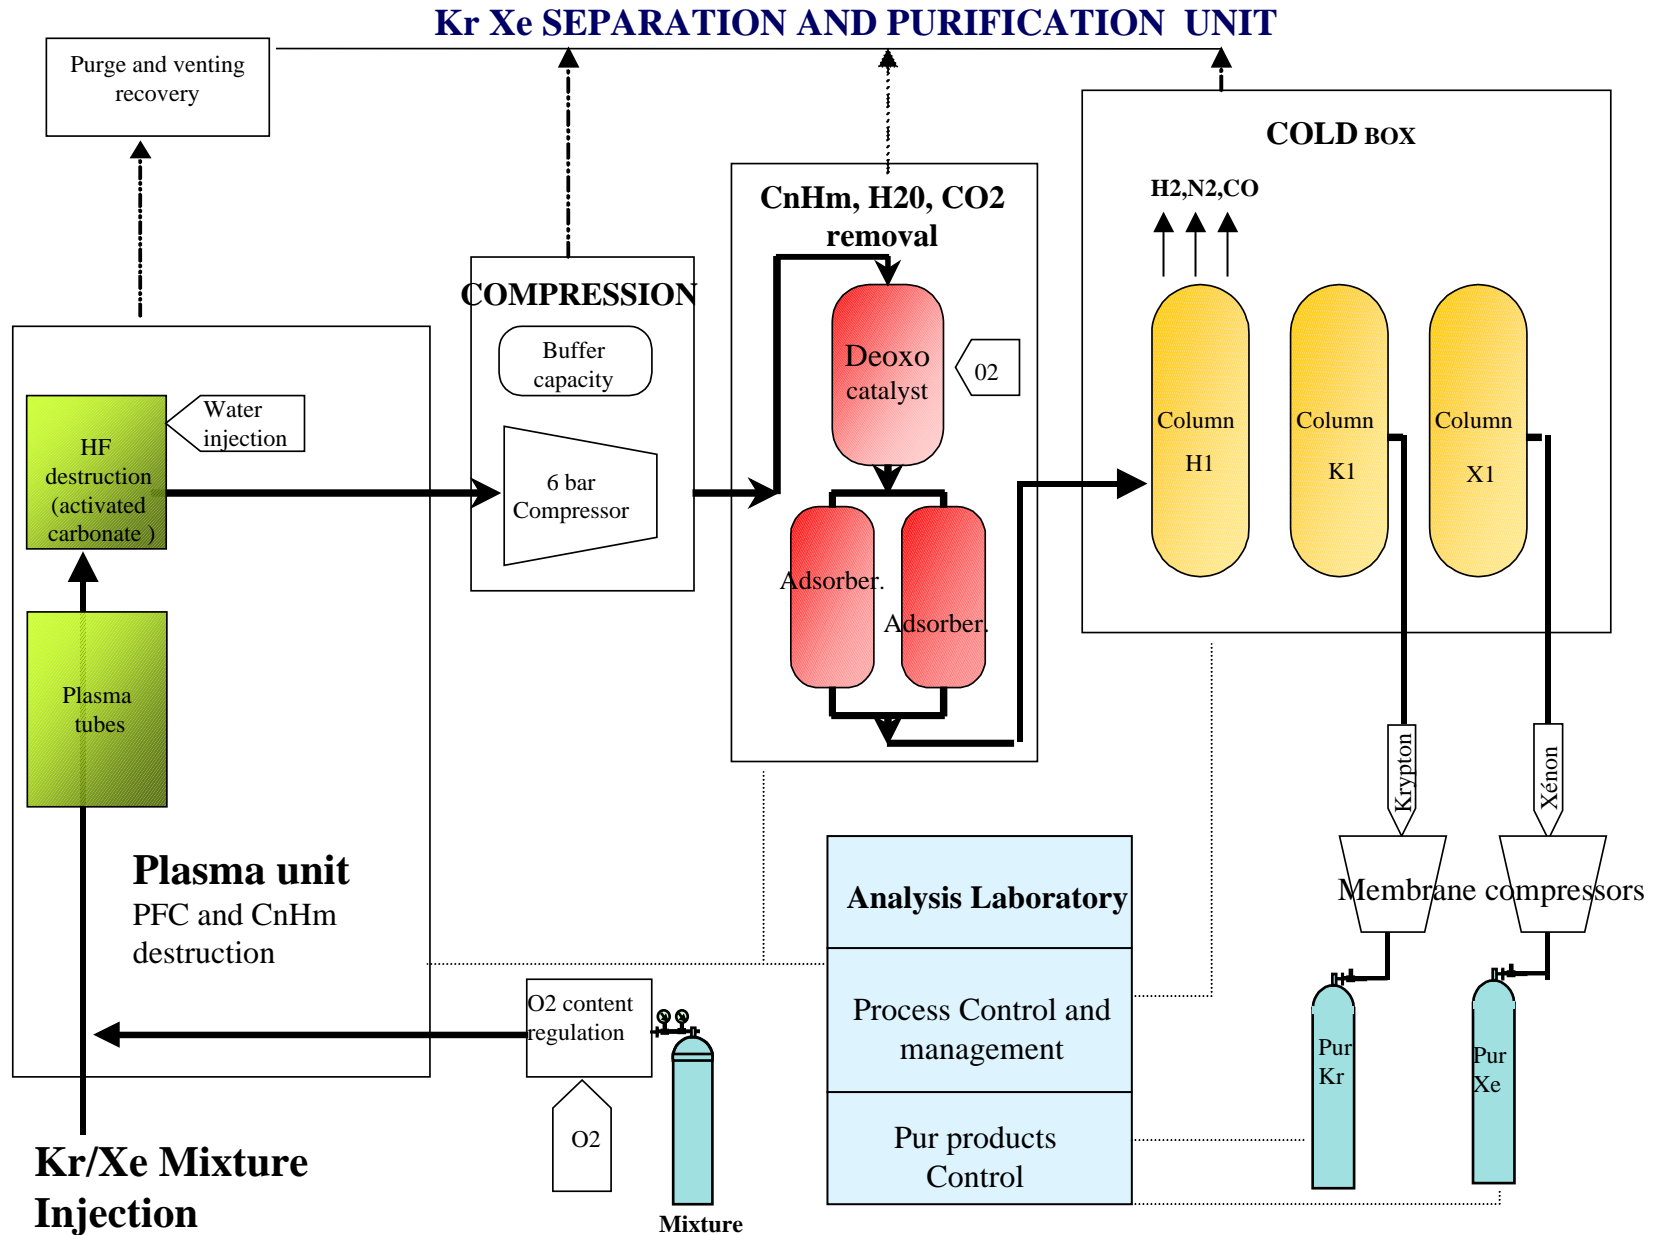 Kr Xe SEPARATION AND PURIFICATION UNIT
Purge and venting
recovery
COLD BOX
H2,N2,CO
CnHm, H20, CO2
removal
COMPRESSION
Buffer
capacity
6 bar
Compressor
Deoxo
catalyst
02
Adsorber.
Adsorber.
Column
H1
Column
K1
Column
X1
Water
injection
HF
destruction
(activated
carbonate )
Plasma
tubes
Plasma unit
PFC and CnHm
destruction
Krypton
Xénon
Membrane compressors
Analysis Laboratory
Process Control and
management
Pur products
Control
O2 content
regulation
O2
Mixture
Pur
Kr
Pur
Xe
Kr/Xe Mixture
Injection